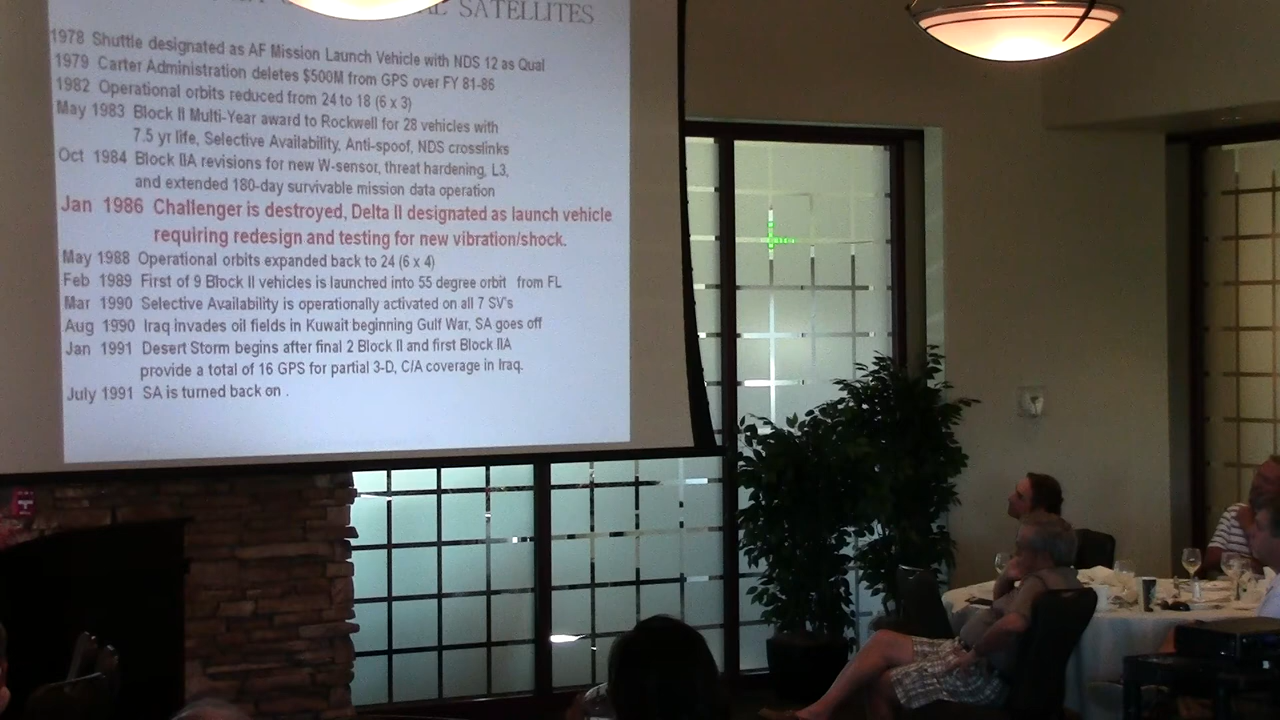 SATELLITES
1978 Shuttle designated as AF Mission Launch Vehicle with NDS 12 as Qual
1979 Carter Administration deletes $500M from GPS over FY 81-86
1982 Operational orbits reduced from 24 to 18 (6 x 3)
May 1983 Block II Multi-Year award to Rockwell for 28 vehicles with
7.5 yr life, Selective Availability, Anti-spoof, NDS crosslinks
Oct 1984 Block IIA revisions for new W-sensor, threat hardening, L3,
and extended 180-day survivable mission data operation
Jan 1986 Challenger is destroyed, Delta II designated as launch vehicle
requiring redesign and testing for new vibration/shock.
May 1988 Operational orbits expanded back to 24 (6 x 4)
Feb 1989 First of 9 Block II vehicles is launched into 55 degree orbit from FL
Mar 1990 Selective Availability is operationally activated on all 7 SV's
Aug 1990 Iraq invades oil fields in Kuwait beginning Gulf War, SA goes off
Jan 1991 Desert Storm begins after final 2 Block II and first Block IIA
provide a total of 16 GPS for partial 3-D, C/A coverage in Iraq.
July 1991 SA is turned back on .